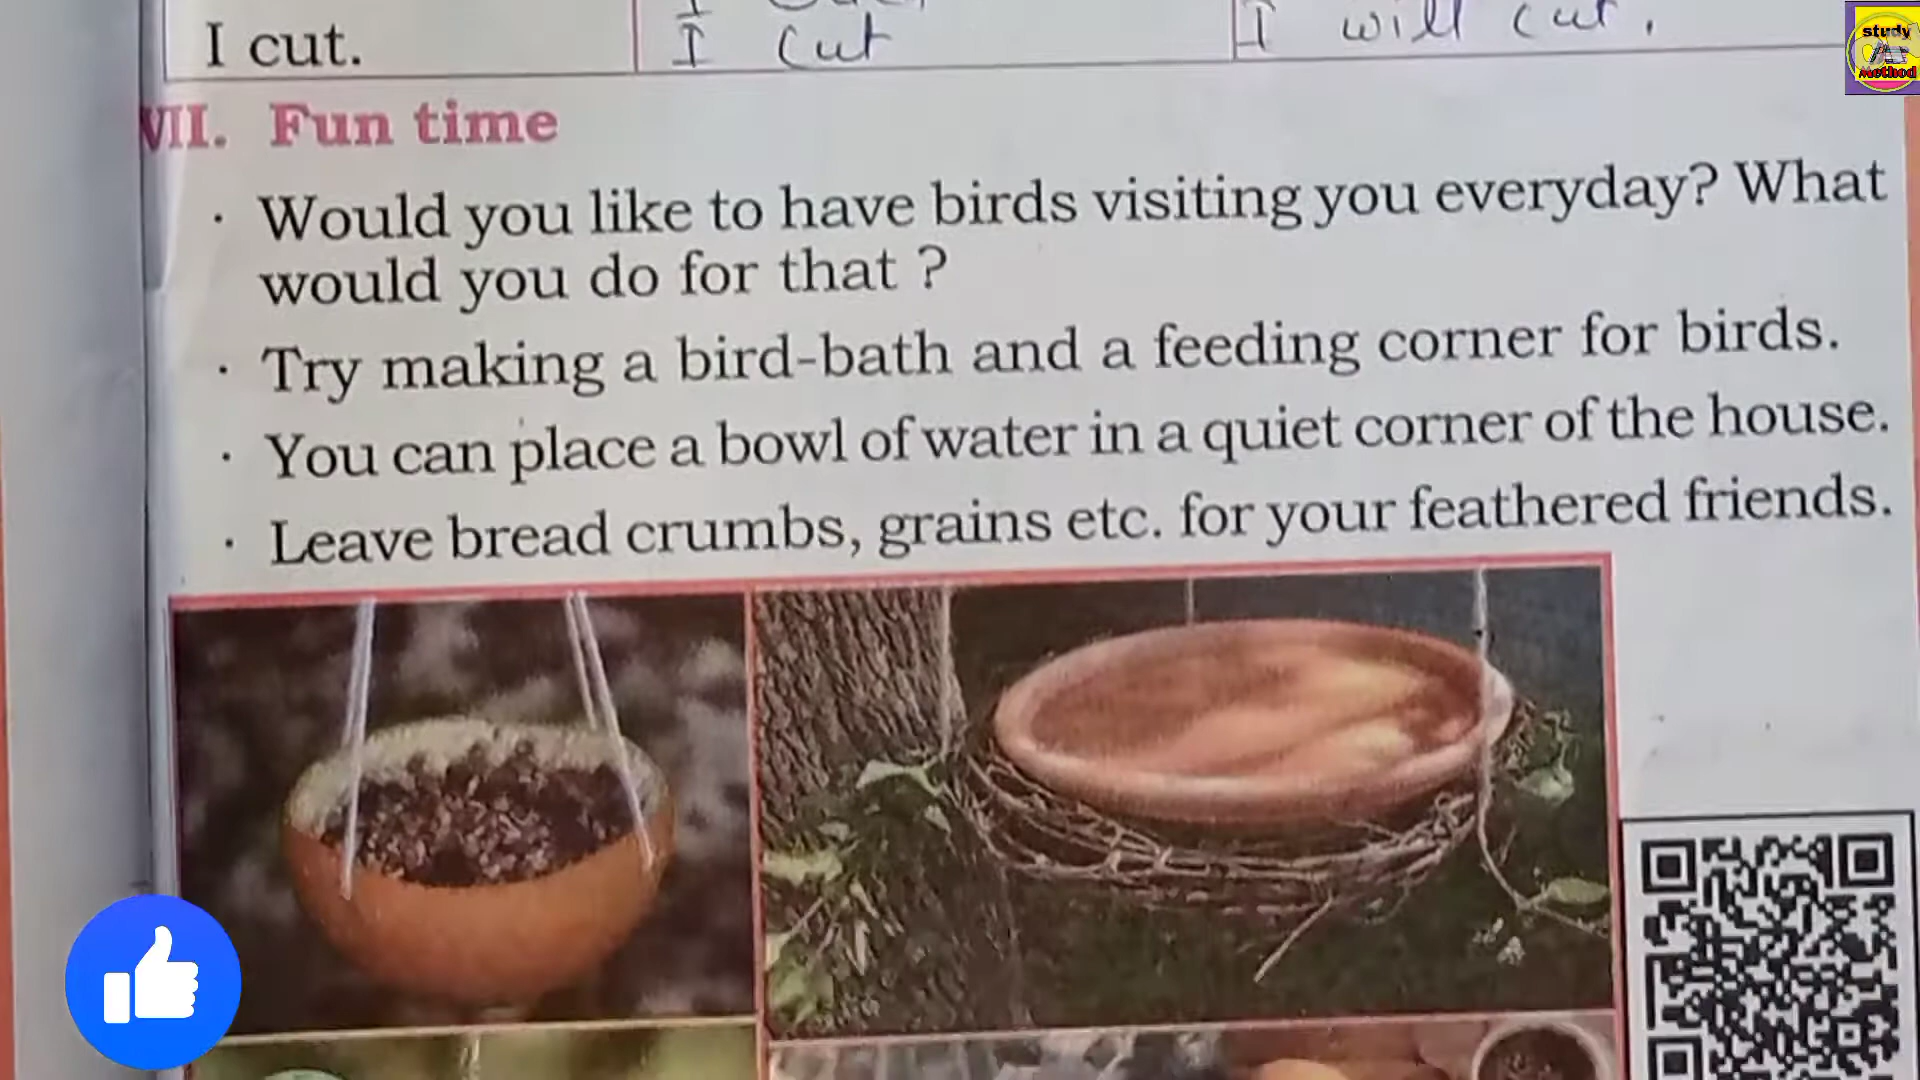 I cut. I cut I will cut.
VII. Fun time
· Would you like to have birds visiting you everyday? What
would you do for that ?
· Try making a bird-bath and a feeding corner for birds.
· You can place a bowl of water in a quiet corner of the house.
· Leave bread crumbs, grains etc. for your feathered friends.
study
Method